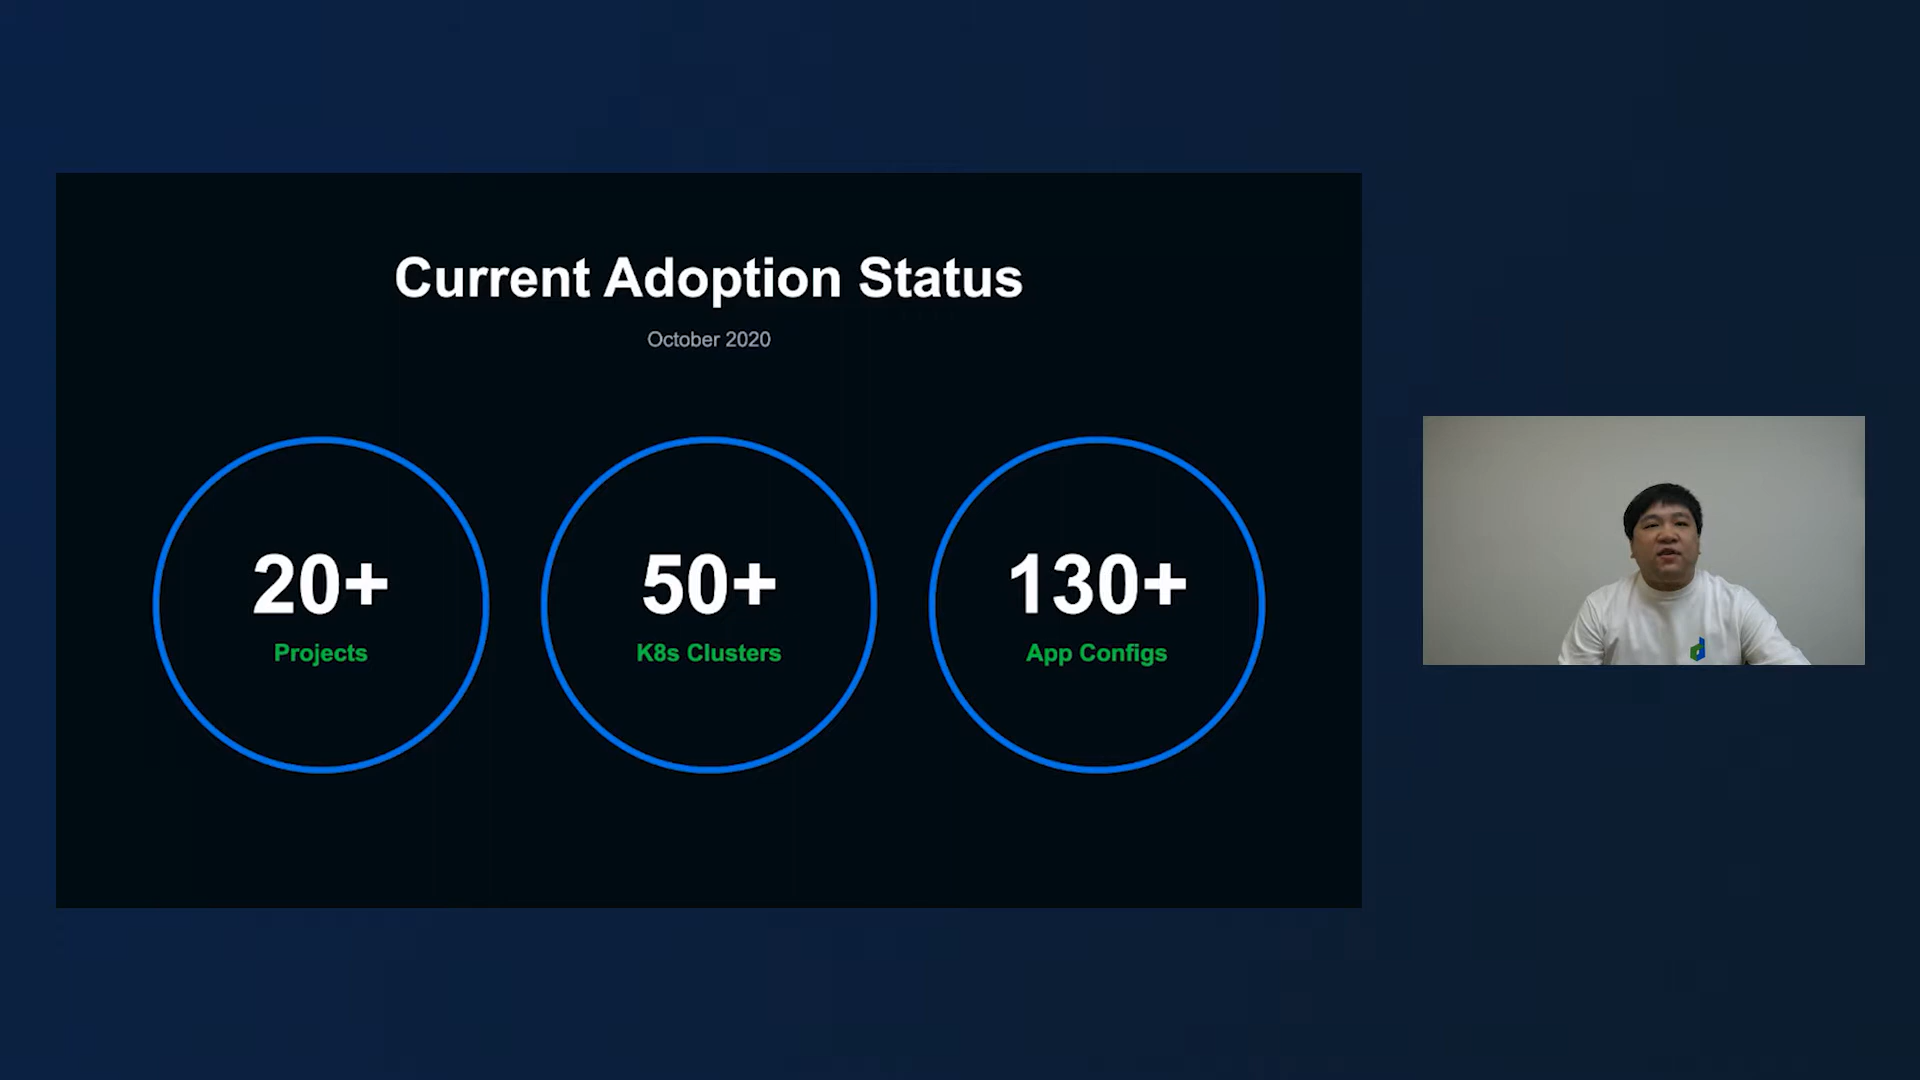 Current Adoption Status
October 2020
20+
Projects
50+
K8s Clusters
130+
App Configs